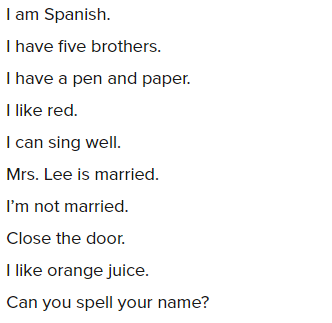 I am Spanish.
I have five brothers.
I have a pen and paper.
I like red.
I can sing well.
Mrs. Lee is married.
I’m not married.
Close the door.
I like orange juice.
Can you spell your name?